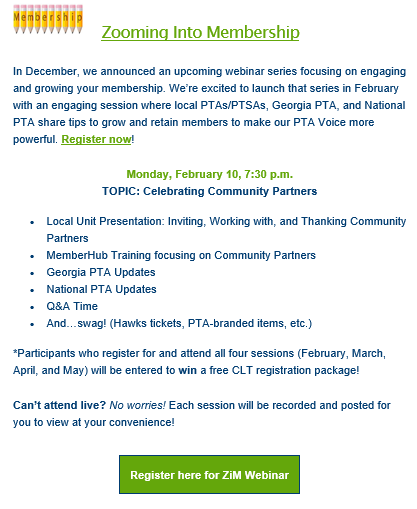 Membership
Zooming Into Membership
In December, we announced an upcoming webinar series focusing on engaging
and growing your membership. We're excited to launch that series in February
with an engaging session where local PTAs/PTSAs, Georgia PTA, and National
PTA share tips to grow and retain members to make our PTA Voice more
powerful. Register now!
Monday, February 10, 7:30 p.m.
TOPIC: Celebrating Community Partners
• Local Unit Presentation: Inviting, Working with, and Thanking Community
Partners
• MemberHub Training focusing on Community Partners
• Georgia PTA Updates
• National PTA Updates
• Q&A Time
• And…swag! (Hawks tickets, PTA-branded items, etc.)
*Participants who register for and attend all four sessions (February, March,
April, and May) will be entered to win a free CLT registration package!
Can't attend live? No worries! Each session will be recorded and posted for
you to view at your convenience!
Register here for ZiM Webinar